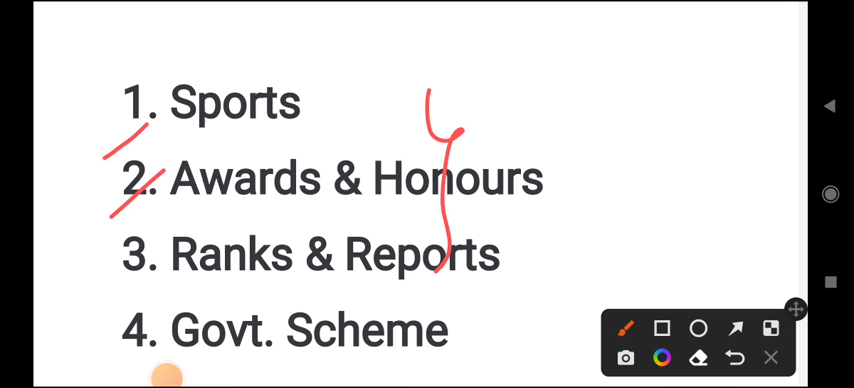 1. Sports
2. Awards & Honours
3. Ranks & Reports
4. Govt. Scheme